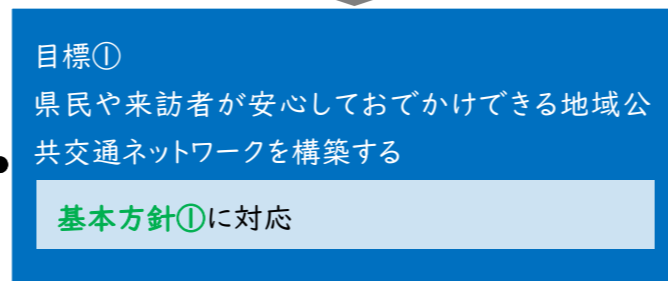 目標①
県民や来訪者が安心しておでかけできる地域公
共交通ネットワークを構築する
基本方針①に対応